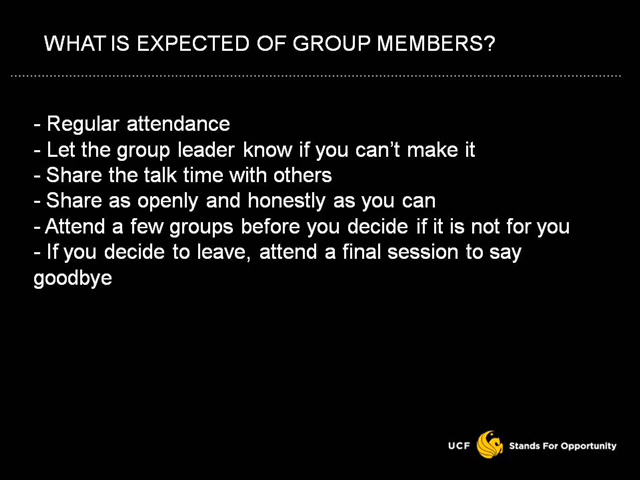 WHAT IS EXPECTED OF GROUP MEMBERS?
- Regular attendance
- Let the group leader know if you can't make it
- Share the talk time with others
- Share as openly and honestly as you can
- Attend a few groups before you decide if it is not for you
- If you decide to leave, attend a final session to say
goodbye
UCF Stands For Opportunity